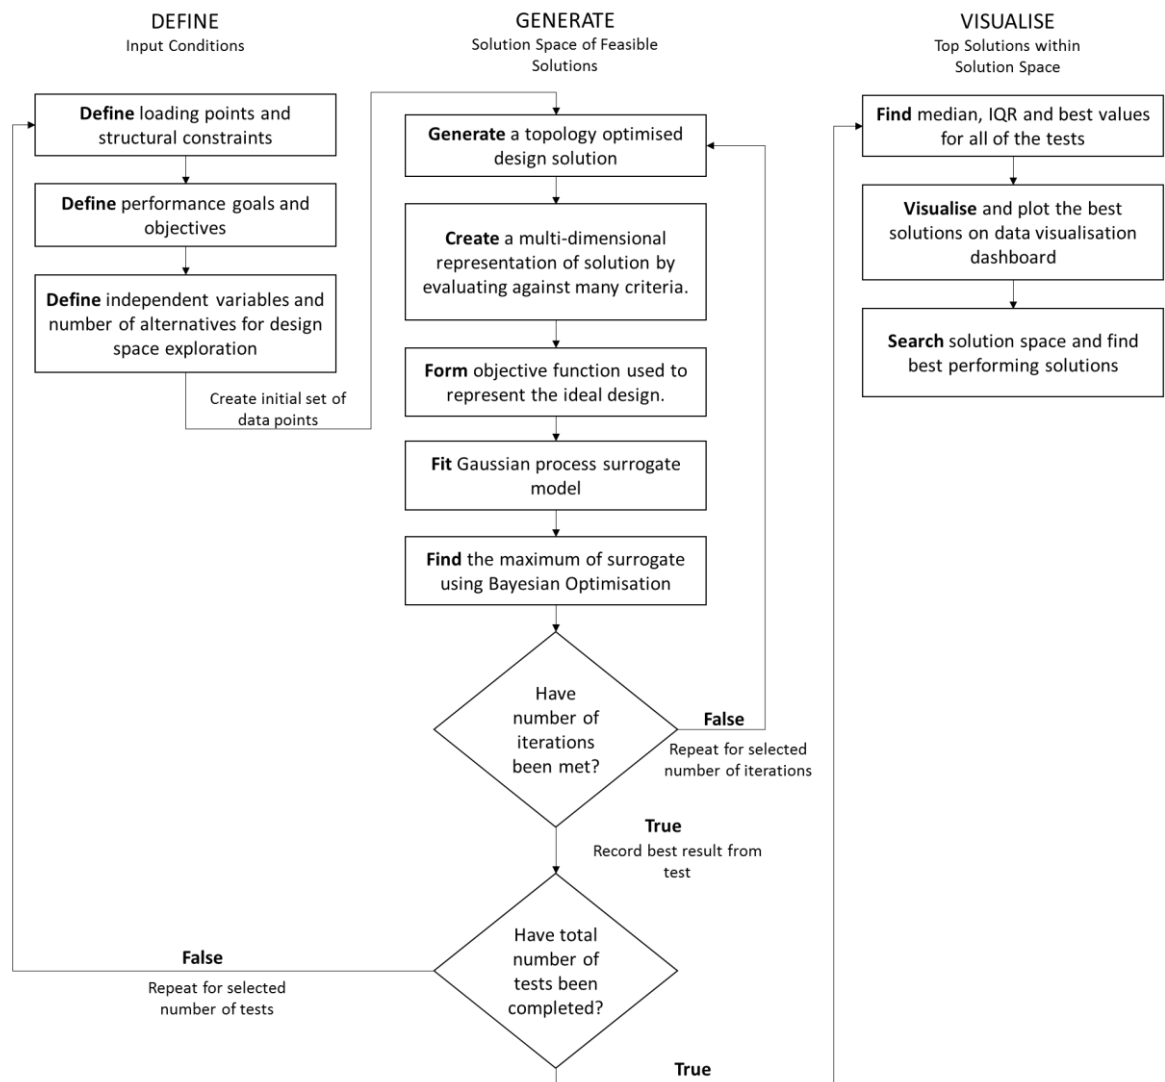 DEFINE
Input Conditions
Define loading points and
structural constraints
Define performance goals and
objectives
Define independent variables and
number of alternatives for design
space exploration
Create initial set of
data points
GENERATE
Solution Space of Feasible
Solutions
Generate a topology optimised
design solution
Create a multi-dimensional
representation of solution by
evaluating against many criteria.
Form objective function used to
represent the ideal design.
Fit Gaussian process surrogate
model
Find the maximum of surrogate
using Bayesian Optimisation
Have
number of
iterations
been met?
False
Repeat for selected
number of iterations
True
Record best result from
test
Have total
number of
tests been
completed?
False
Repeat for selected
number of tests
True
VISUALISE
Top Solutions within
Solution Space
Find median, IQR and best values
for all of the tests
Visualise and plot the best
solutions on data visualisation
dashboard
Search solution space and find
best performing solutions